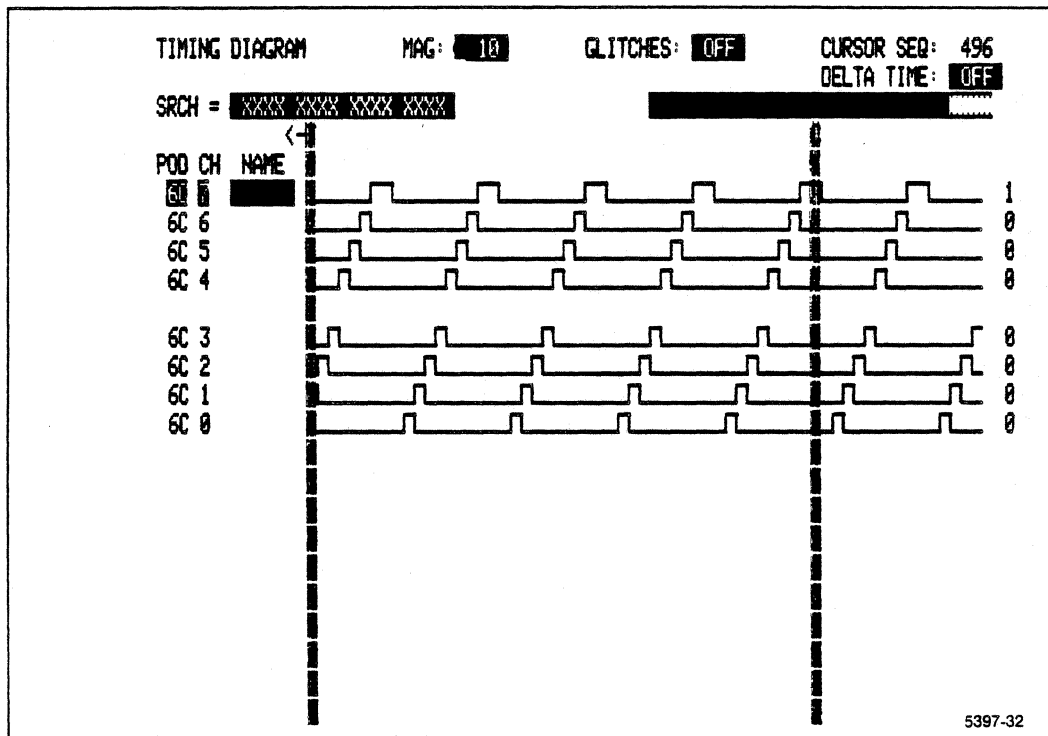 TIMING DIAGRAM MAG: 10 GLITCHES: OFF CURSOR SEQ: 496
DELTA TIME: OFF
SRCH = XXXX XXXX XXXX XXXX
POD CH NAME
1
6C 6 0
6C 5 0
6C 4 0
6C 3 0
6C 2 0
6C 1 0
6C 0 0
5397-32